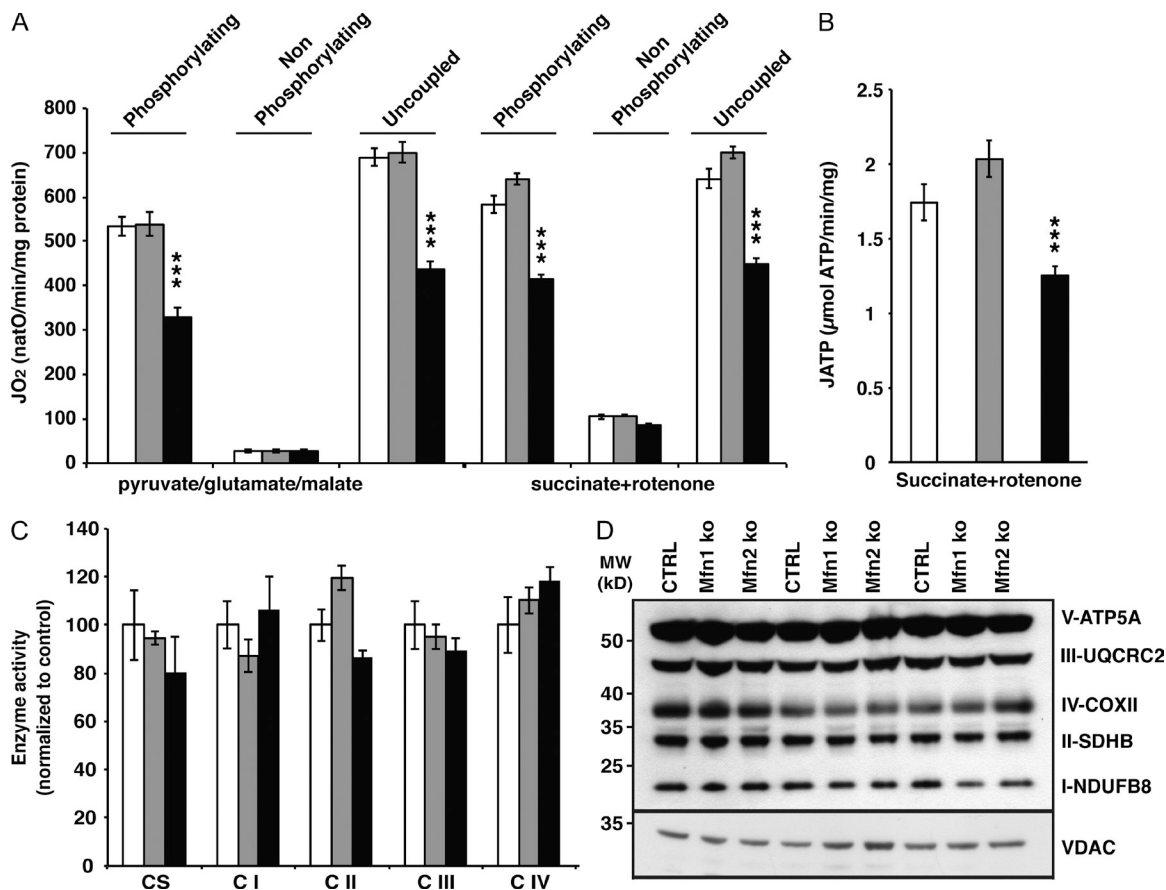 A
Phosphorylating
Non
Phosphorylating
Uncoupled
Phosphorylating
Non
Phosphorylating
Uncoupled
JO2 (natO/min/mg protein)
800
700
600
500
400
300
200
100
0
***
***
***
***
pyruvate/glutamate/malate
succinate+rotenone
B
JATP (µmol ATP/min/mg)
2.5
2
1.5
1
0.5
0
***
Succinate+rotenone
C
Enzyme activity
(normalized to control)
140
120
100
80
60
40
20
0
CS
C I
C II
C III
C IV
D
MW
(kD)
CTRL
Mfn1 ko
Mfn2 ko
CTRL
Mfn1 ko
Mfn2 ko
CTRL
Mfn1 ko
Mfn2 ko
50
40
35
25
35
V-ATP5A
III-UQCRC2
IV-COXII
II-SDHB
I-NDUFB8
VDAC